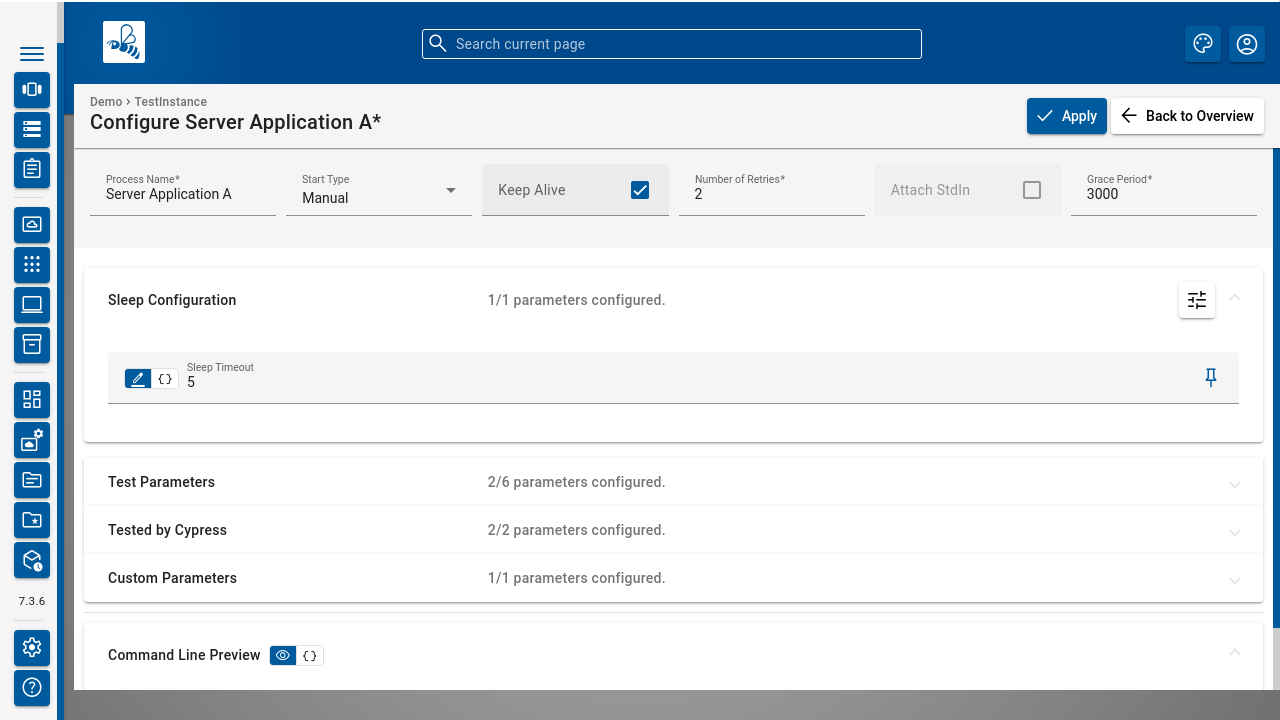 Search current page
Demo › TestInstance
Configure Server Application A*
Apply
Back to Overview
Process Name*
Server Application A
Start Type
Manual
Keep Alive
Number of Retries*
2
Attach StdIn
Grace Period*
3000
Sleep Configuration
1/1 parameters configured.
{}
Sleep Timeout
5
Test Parameters
2/6 parameters configured.
Tested by Cypress
2/2 parameters configured.
Custom Parameters
1/1 parameters configured.
7.3.6
Command Line Preview
{}